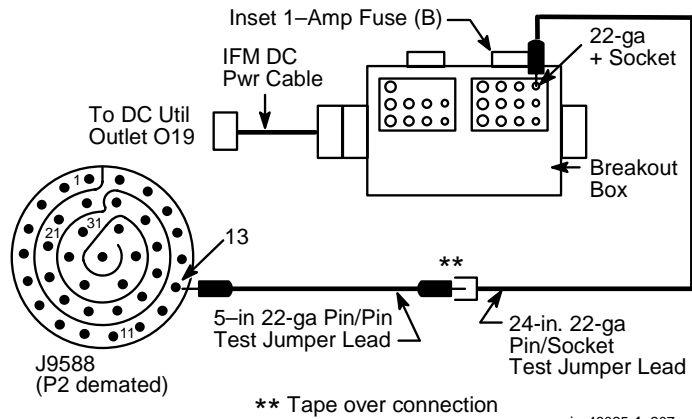 Inset 1–Amp Fuse (B)
22-ga
+ Socket
IFM DC
Pwr Cable
To DC Util
Outlet O19
Breakout
Box
1
31
21
11
13
**
5–in 22-ga Pin/Pin
Test Jumper Lead
24-in. 22-ga
Pin/Socket
Test Jumper Lead
J9588
(P2 demated)
** Tape over connection